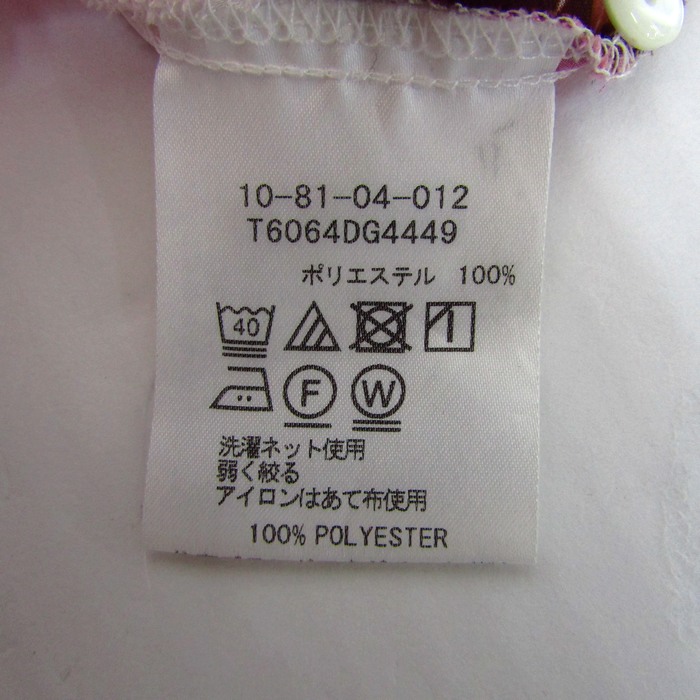 10-81-04-012
T6064DG4449
ポリエステル 100%
40
F W
洗濯ネット使用
弱く絞る
アイロンはあて布使用
100% POLYESTER